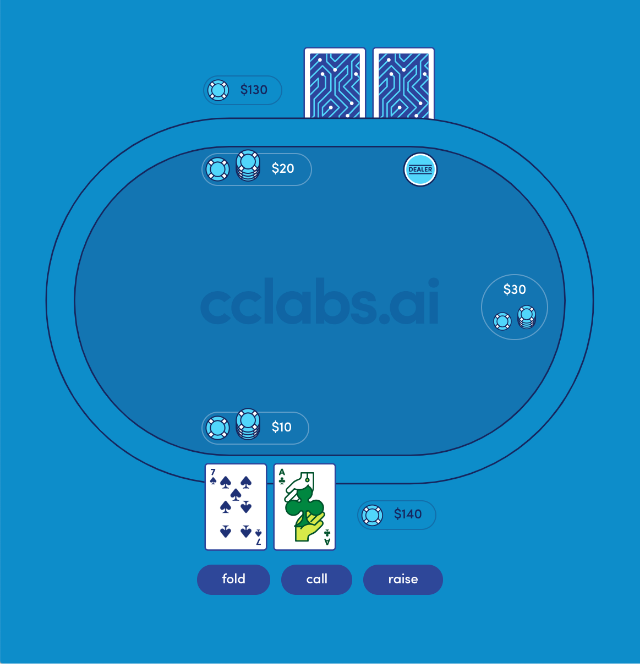 $130
$20
DEALER
$30
cclabs.ai
$10
7
A
7
A
$140
fold
call
raise